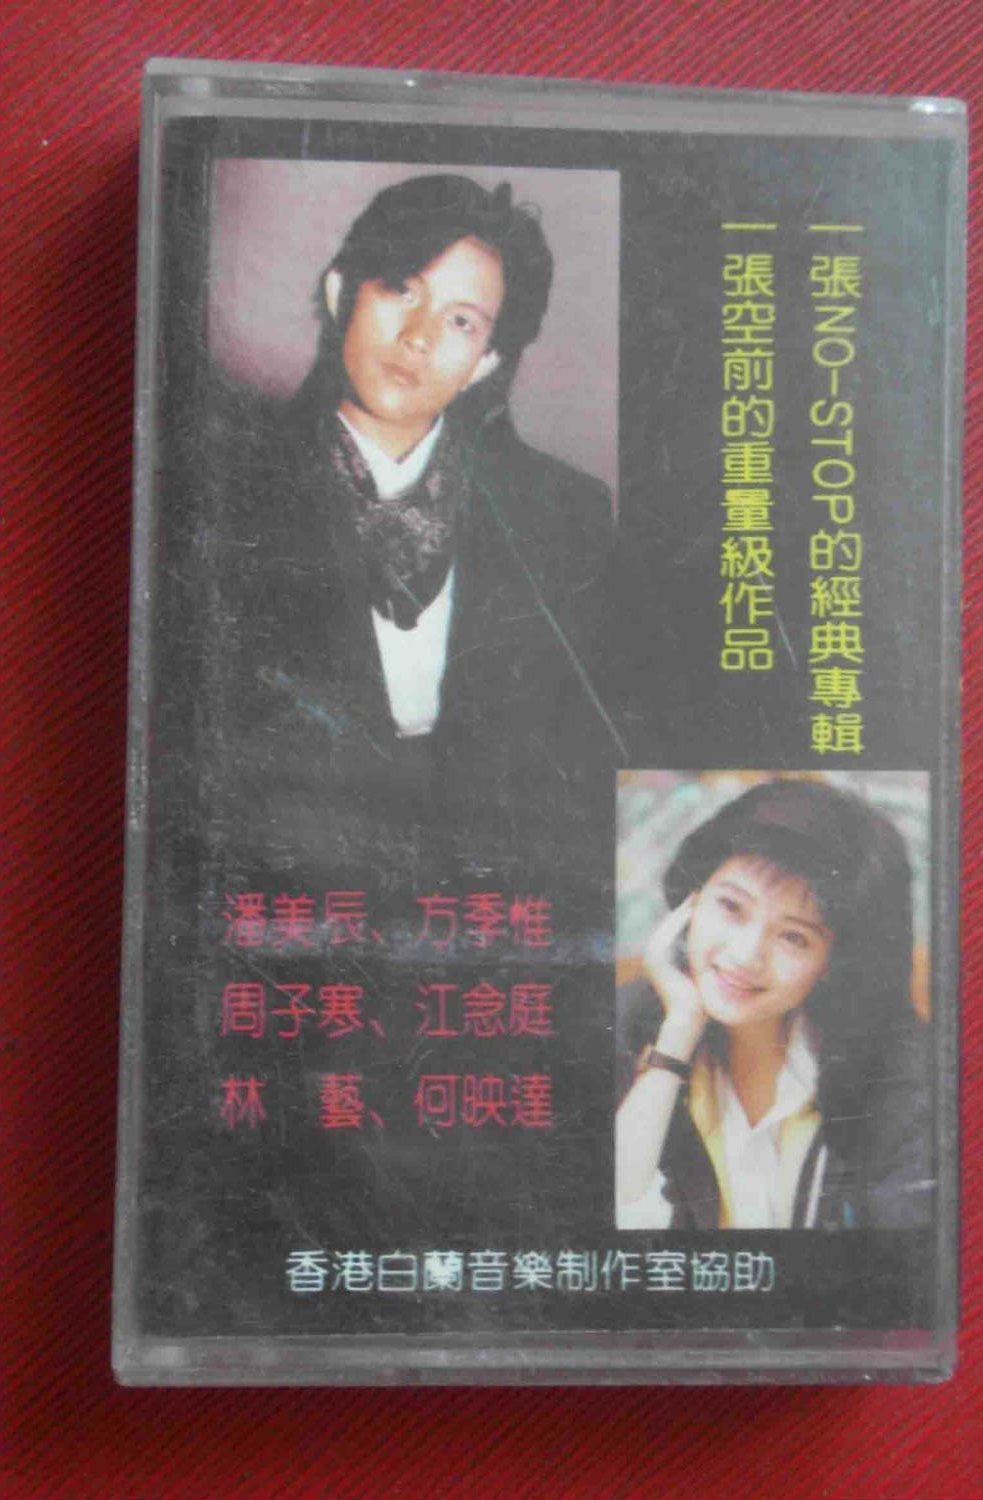 一張NO-STOP的經典專輯
一張空前的重量級作品
潘美辰、方季惟
周子寒、江念庭
林　藝、何映達
香港白蘭音樂制作室協助